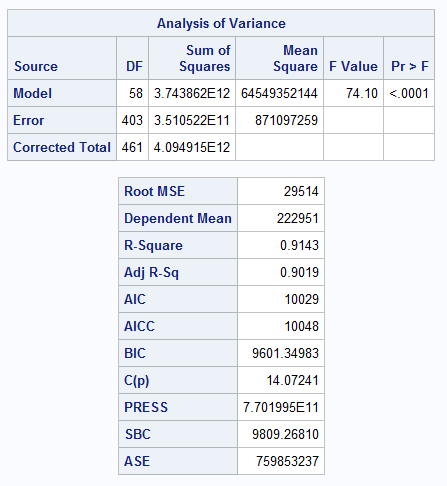 Analysis of Variance
Source DF Sum of Squares Mean Square F Value Pr > F
Model 58 3.743862E12 64549352144 74.10 <.0001
Error 403 3.510522E11 871097259
Corrected Total 461 4.094915E12
Root MSE 29514
Dependent Mean 222951
R-Square 0.9143
Adj R-Sq 0.9019
AIC 10029
AICC 10048
BIC 9601.34983
C(p) 14.07241
PRESS 7.701995E11
SBC 9809.26810
ASE 759853237